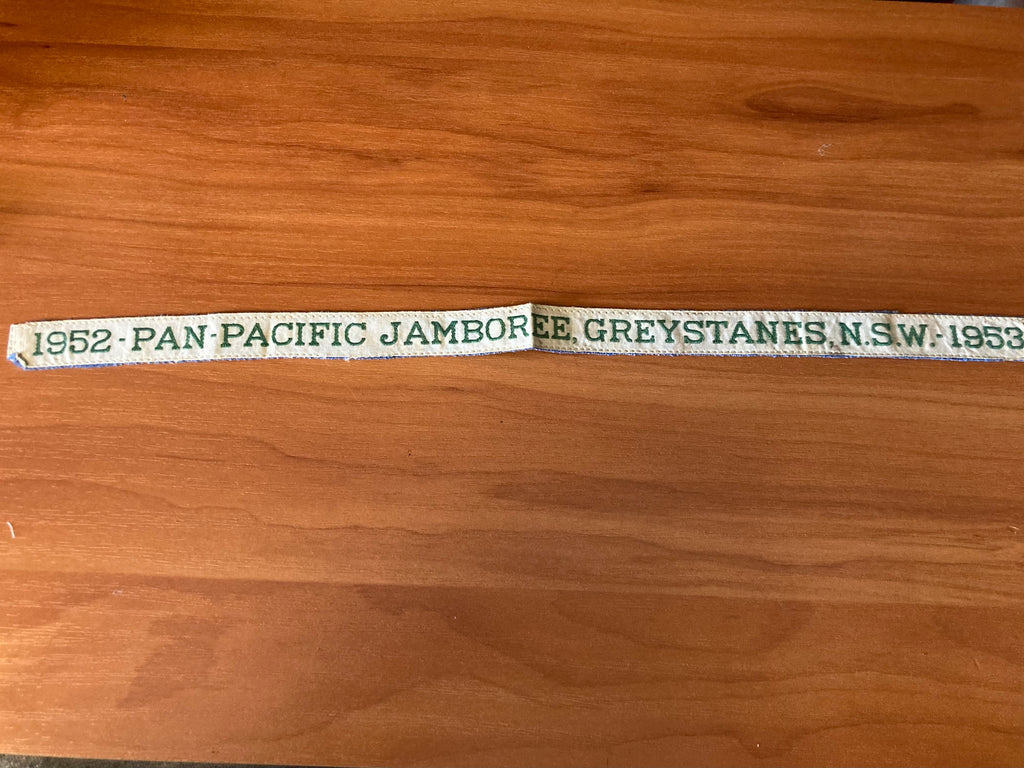 1952 - PAN-PACIFIC JAMBOREE, GREYSTANES, N.S.W. - 1953